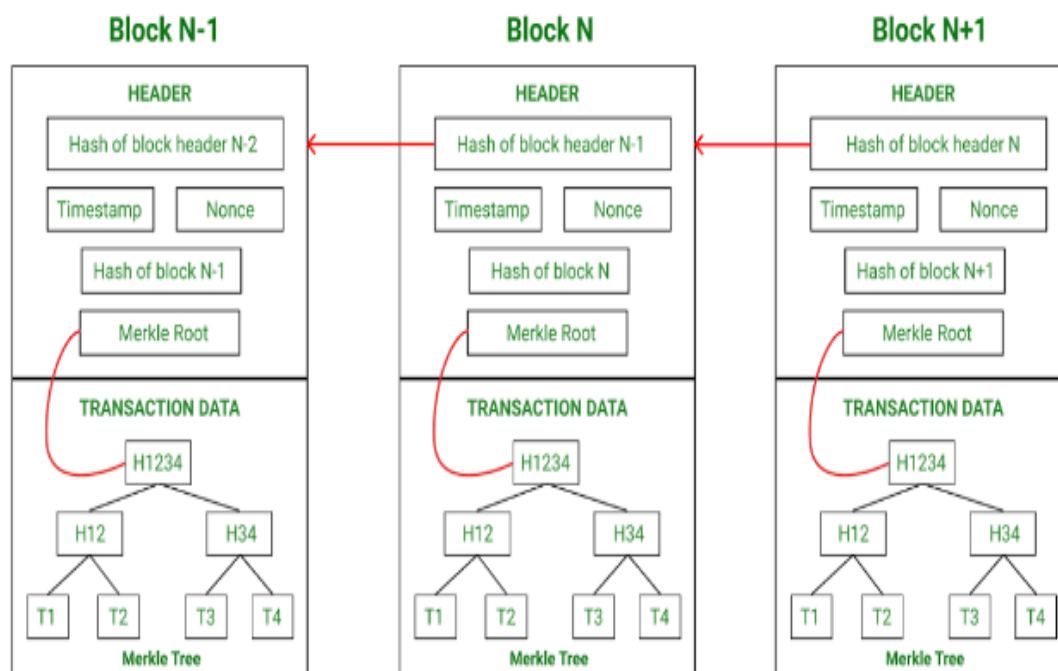 Block N-1
HEADER
Hash of block header N-2
Timestamp
Nonce
Hash of block N-1
Merkle Root
TRANSACTION DATA
H1234
H12
H34
T1
T2
T3
T4
Merkle Tree
Block N
HEADER
Hash of block header N-1
Timestamp
Nonce
Hash of block N
Merkle Root
TRANSACTION DATA
H1234
H12
H34
T1
T2
T3
T4
Merkle Tree
Block N+1
HEADER
Hash of block header N
Timestamp
Nonce
Hash of block N+1
Merkle Root
TRANSACTION DATA
H1234
H12
H34
T1
T2
T3
T4
Merkle Tree